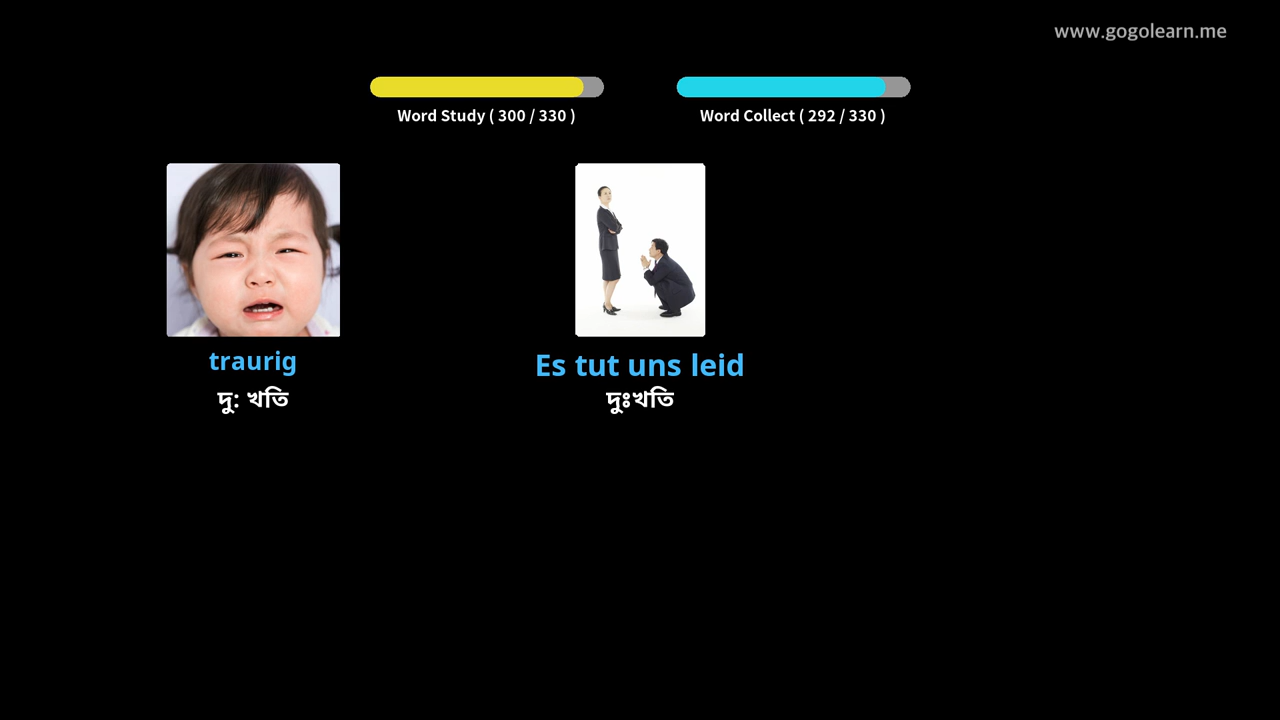 www.gogolearn.me
Word Study ( 300 / 330 )
Word Collect ( 292 / 330 )
traurig
দু: খতি
Es tut uns leid
দুঃখতি